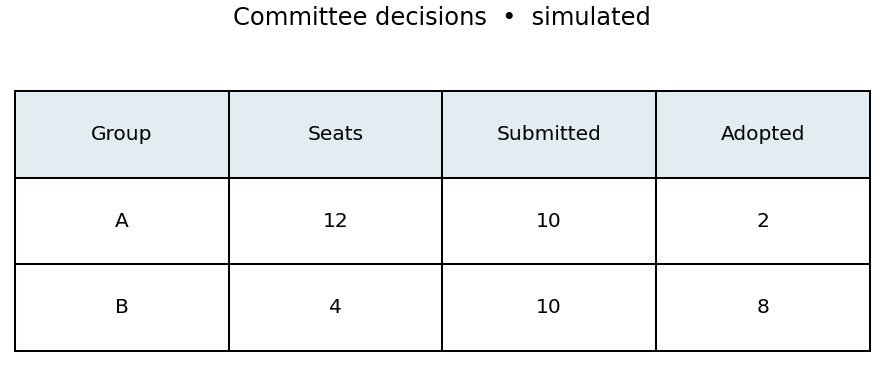 Committee decisions • simulated
Group Seats Submitted Adopted
A 12 10 2
B 4 10 8